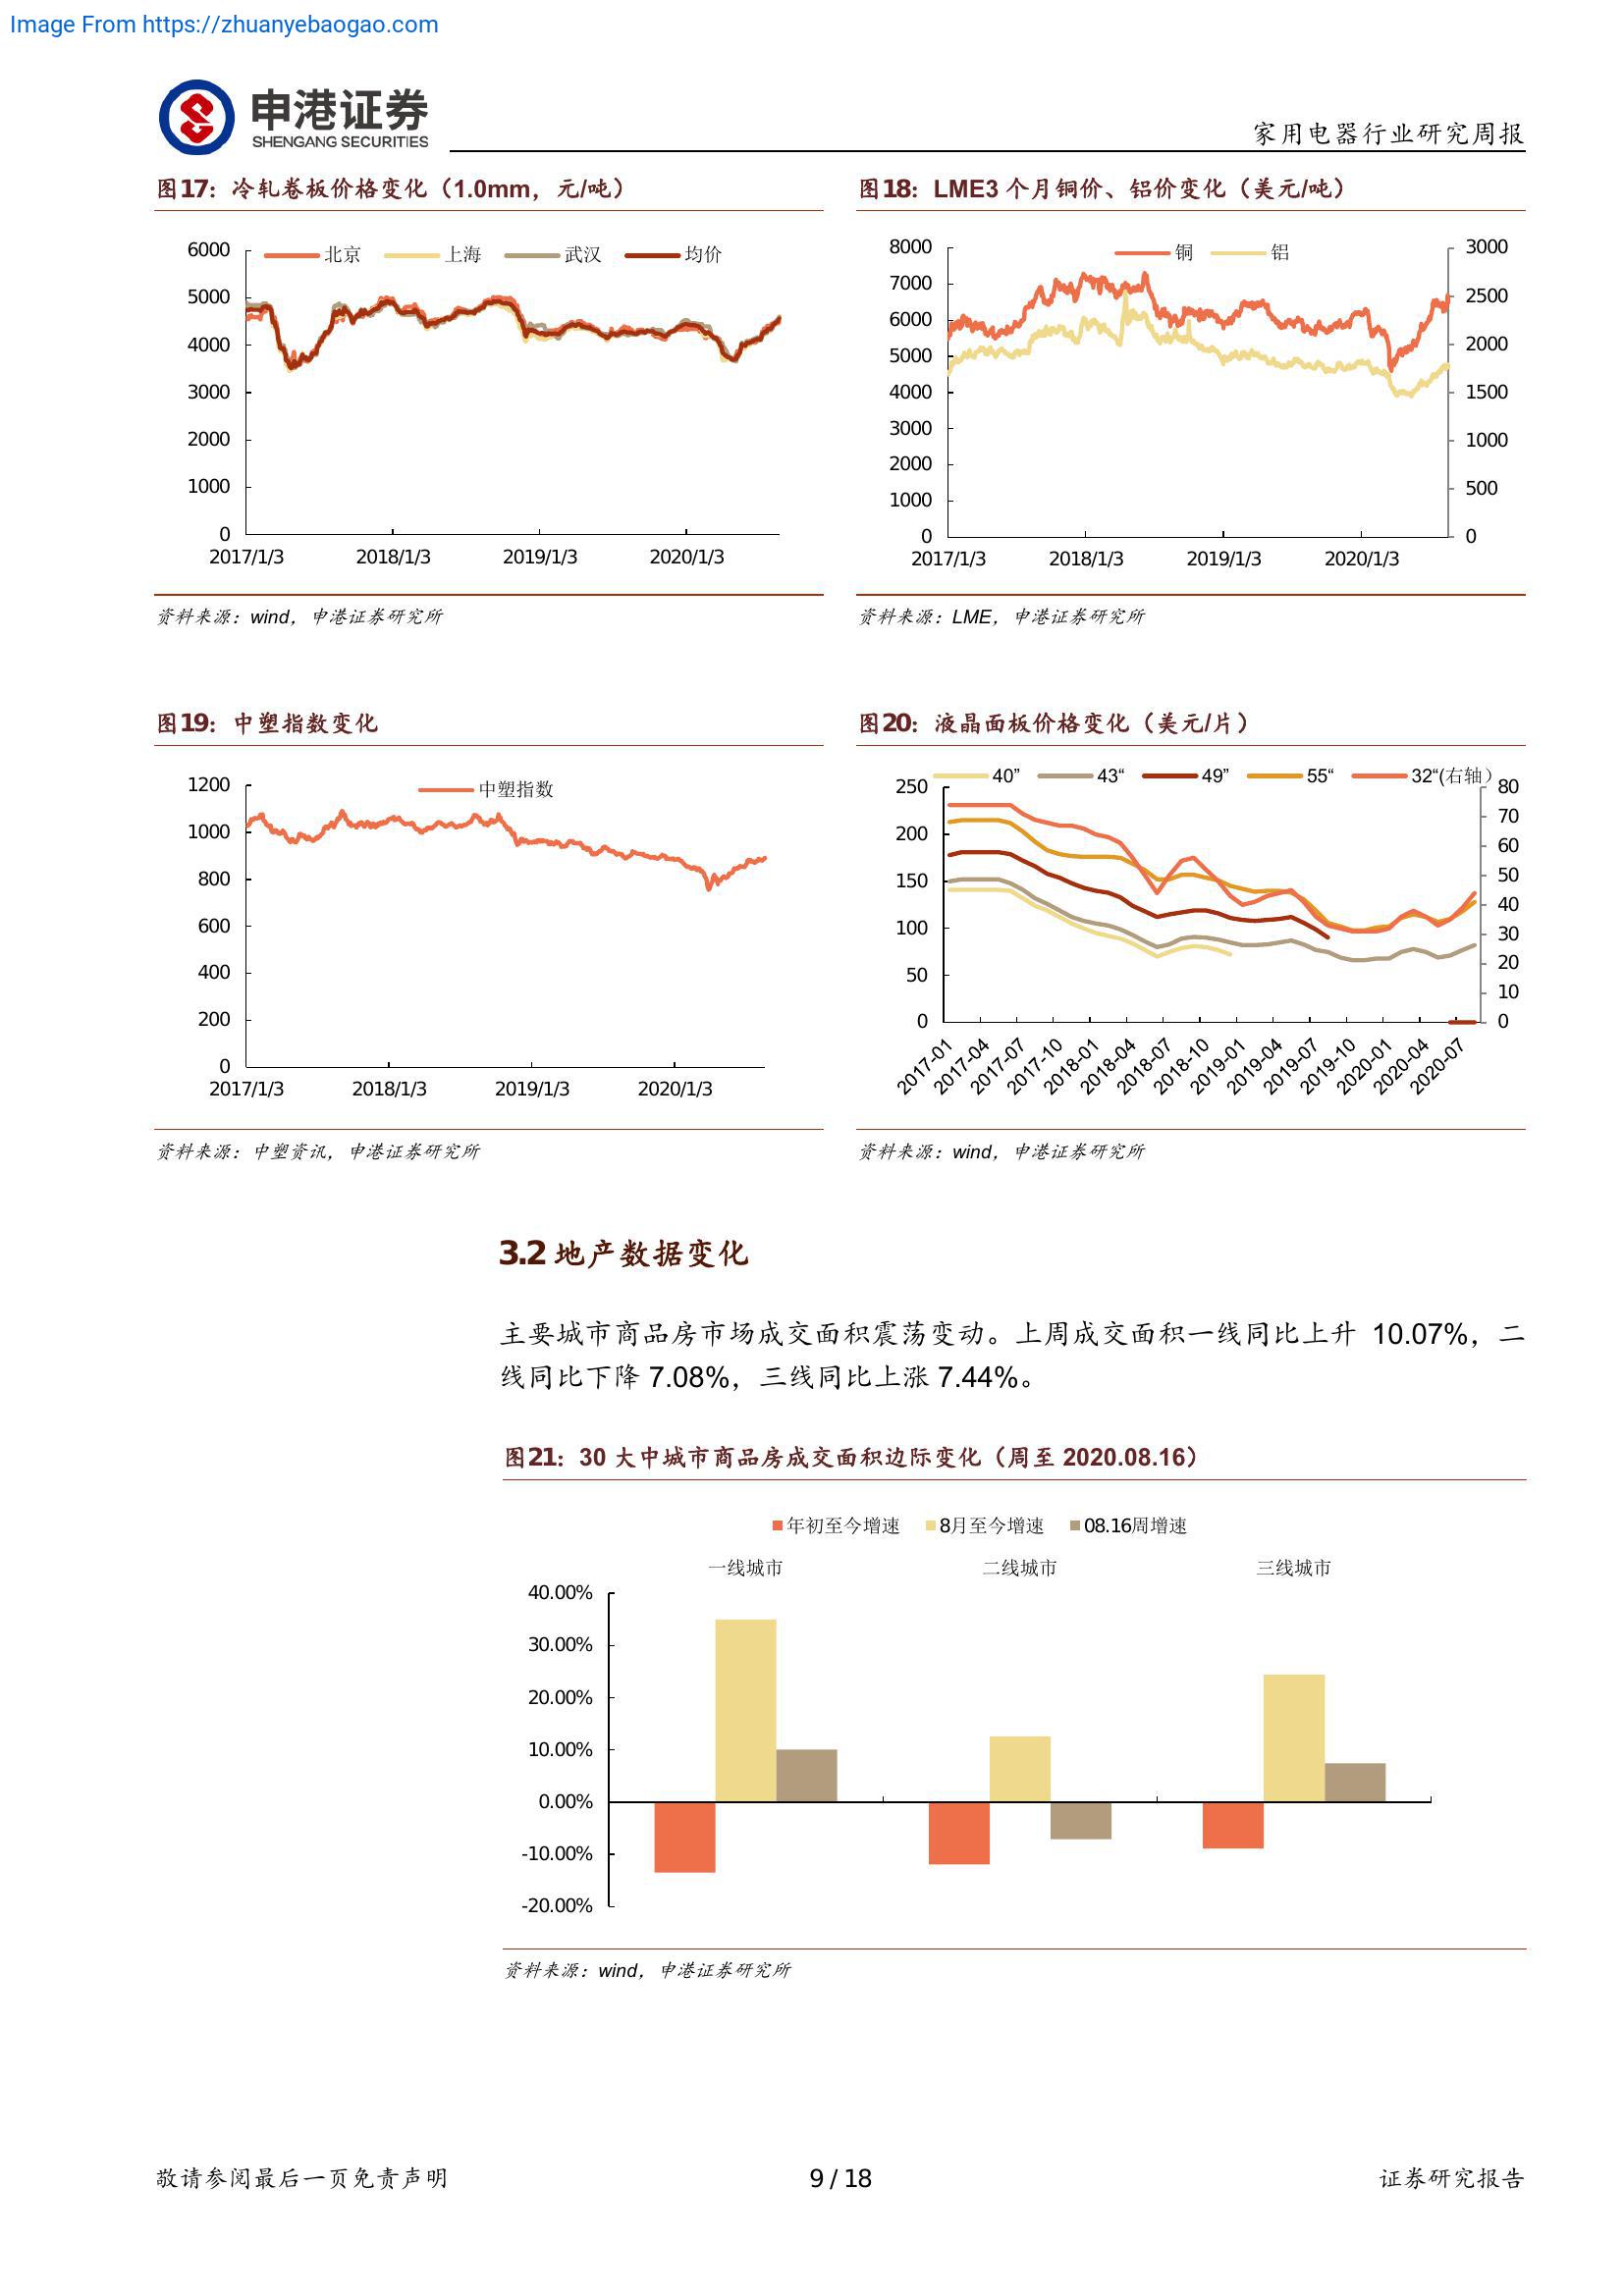 Image From https://zhuanyebaogao.com
申港证券
SHENGANG SECURITIES
家用电器行业研究周报
图17：冷轧卷板价格变化（1.0mm，元/吨）
北京 上海 武汉 均价
6000
5000
4000
3000
2000
1000
0
2017/1/3 2018/1/3 2019/1/3 2020/1/3
资料来源：wind，申港证券研究所
图18：LME3 个月铜价、铝价变化（美元/吨）
铜 铝
8000
7000
6000
5000
4000
3000
2000
1000
0
3000
2500
2000
1500
1000
500
0
2017/1/3 2018/1/3 2019/1/3 2020/1/3
资料来源：LME，申港证券研究所
图19：中塑指数变化
中塑指数
1200
1000
800
600
400
200
0
2017/1/3 2018/1/3 2019/1/3 2020/1/3
资料来源：中塑资讯，申港证券研究所
图20：液晶面板价格变化（美元/片）
40” 43“ 49” 55“ 32“(右轴）
250
200
150
100
50
0
80
70
60
50
40
30
20
10
0
2017-01 2017-04 2017-07 2017-10 2018-01 2018-04 2018-07 2018-10 2019-01 2019-04 2019-07 2019-10 2020-01 2020-04 2020-07
资料来源：wind，申港证券研究所
3.2 地产数据变化
主要城市商品房市场成交面积震荡变动。上周成交面积一线同比上升 10.07%，二
线同比下降 7.08%，三线同比上涨 7.44%。
图21：30 大中城市商品房成交面积边际变化（周至 2020.08.16）
年初至今增速 8月至今增速 08.16周增速
一线城市 二线城市 三线城市
40.00%
30.00%
20.00%
10.00%
0.00%
-10.00%
-20.00%
资料来源：wind，申港证券研究所
敬请参阅最后一页免责声明 9 / 18 证券研究报告